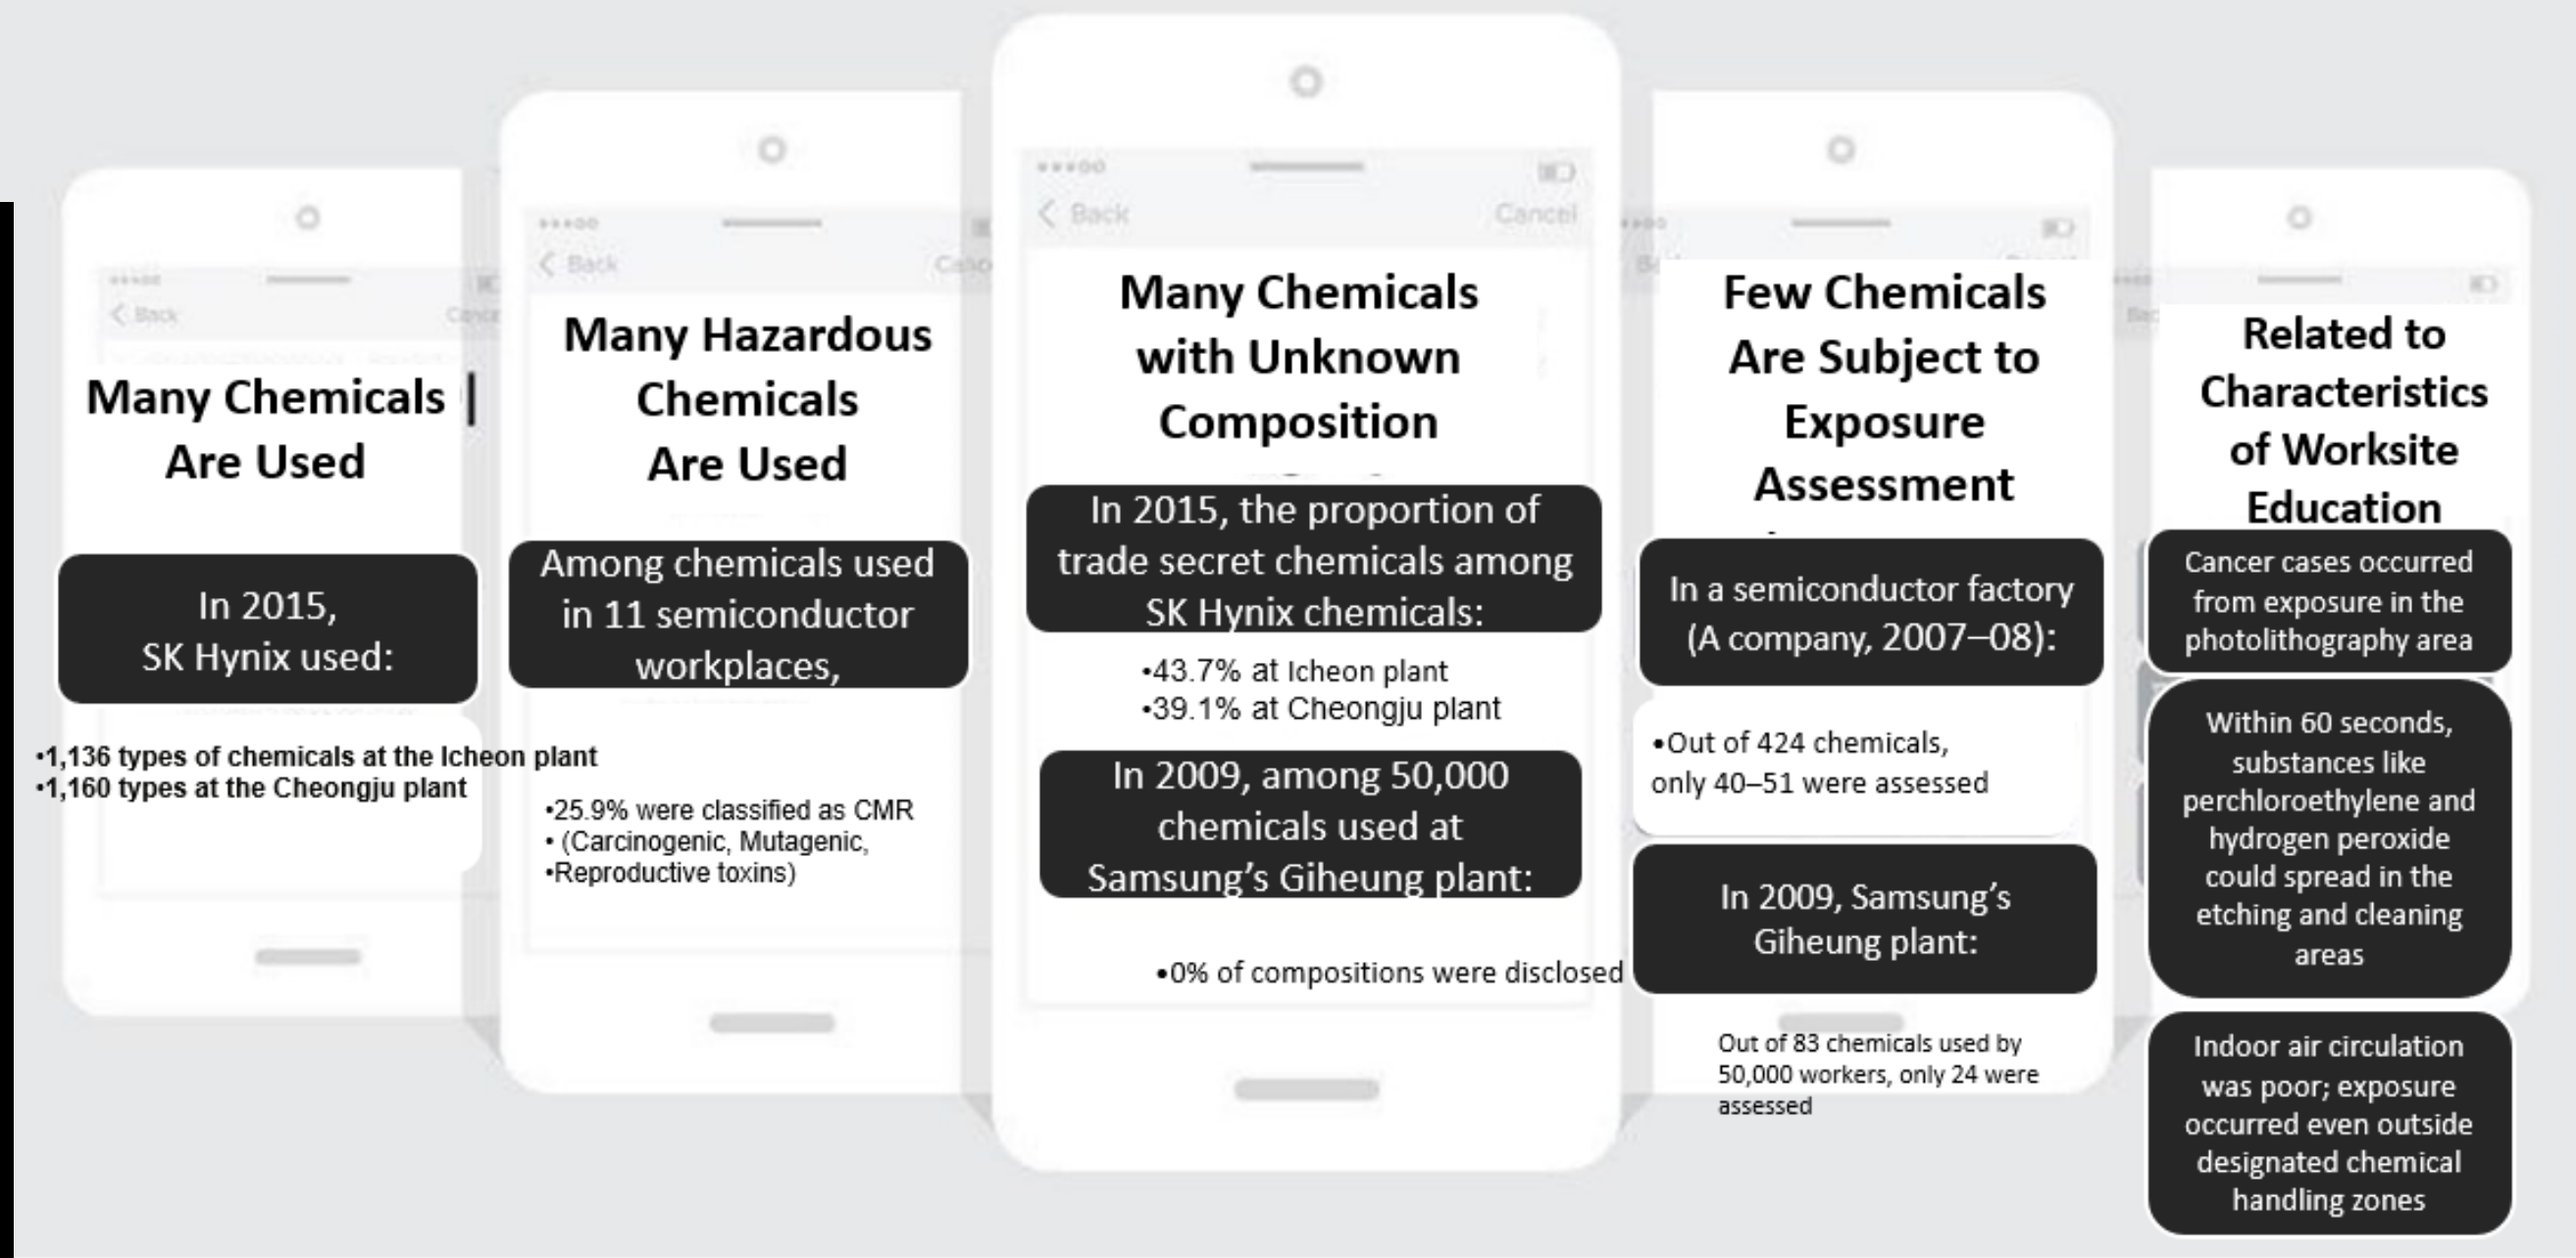 Many Chemicals
Are Used
In 2015,
SK Hynix used:
•1,136 types of chemicals at the Icheon plant
•1,160 types at the Cheongju plant
< Back
Many Hazardous
Chemicals
Are Used
Among chemicals used
in 11 semiconductor
workplaces,
•25.9% were classified as CMR
• (Carcinogenic, Mutagenic,
•Reproductive toxins)
< Back
< Back Cancel
Many Chemicals
with Unknown
Composition
In 2015, the proportion of
trade secret chemicals among
SK Hynix chemicals:
•43.7% at Icheon plant
•39.1% at Cheongju plant
In 2009, among 50,000
chemicals used at
Samsung’s Giheung plant:
•0% of compositions were disclosed
Few Chemicals
Are Subject to
Exposure
Assessment
In a semiconductor factory
(A company, 2007–08):
•Out of 424 chemicals,
only 40–51 were assessed
In 2009, Samsung’s
Giheung plant:
Out of 83 chemicals used by
50,000 workers, only 24 were
assessed
Related to
Characteristics
of Worksite
Education
Cancer cases occurred
from exposure in the
photolithography area
Within 60 seconds,
substances like
perchloroethylene and
hydrogen peroxide
could spread in the
etching and cleaning
areas
Indoor air circulation
was poor; exposure
occurred even outside
designated chemical
handling zones